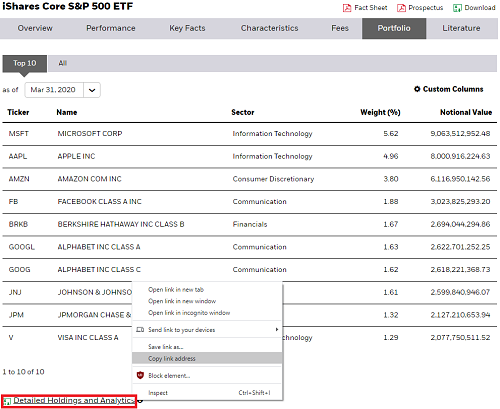 iShares Core S&P 500 ETF
Fact Sheet Prospectus Download
Overview Performance Key Facts Characteristics Fees Portfolio Literature
Top 10 All
as of Mar 31, 2020 Custom Columns
Ticker Name Sector Weight (%) Notional Value
MSFT MICROSOFT CORP Information Technology 5.62 9,063,512,952.48
AAPL APPLE INC Information Technology 4.96 8,000,916,224.63
AMZN AMAZON COM INC Consumer Discretionary 3.80 6,116,950,142.56
FB FACEBOOK CLASS A INC Communication 1.88 3,023,825,293.20
BRKB BERKSHIRE HATHAWAY INC CLASS B Financials 1.67 2,694,044,294.86
GOOGL ALPHABET INC CLASS A Communication 1.63 2,622,701,252.25
GOOG ALPHABET INC CLASS C Communication 1.62 2,618,221,368.73
JNJ JOHNSON & JOHNSO 1.61 2,599,840,946.07
JPM JPMORGAN CHASE & 1.32 2,127,210,653.94
V VISA INC CLASS A chnology 1.29 2,077,750,511.52
Open link in new tab
Open link in new window
Open link in incognito window
Send link to your devices
Save link as...
Copy link address
Block element...
Inspect Ctrl+Shift+I
1 to 10 of 10
Detailed Holdings and Analytics